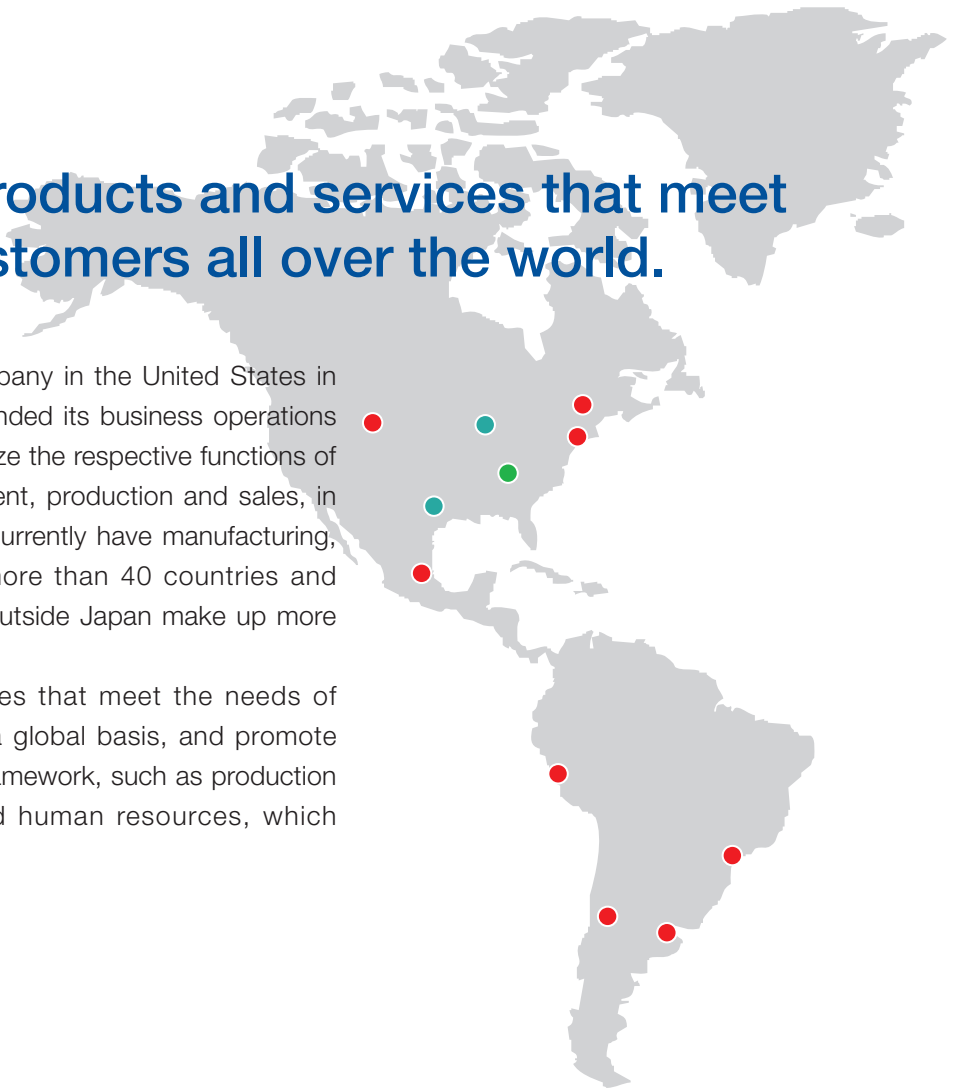 roducts and services that meet
stomers all over the world.
pany in the United States in
nded its business operations
ze the respective functions of
ent, production and sales, in
currently have manufacturing,
more than 40 countries and
outside Japan make up more
es that meet the needs of
a global basis, and promote
amework, such as production
d human resources, which